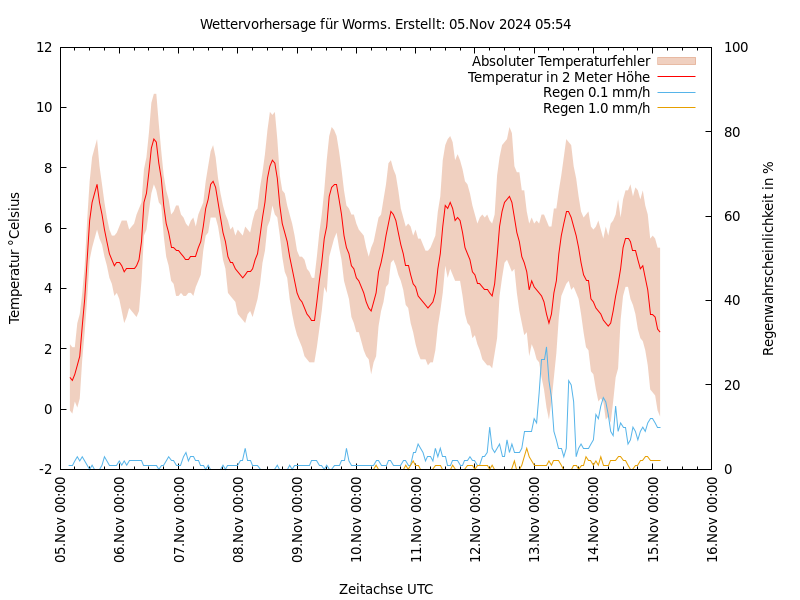 Wettervorhersage für Worms. Erstellt: 05.Nov 2024 05:54
Absoluter Temperaturfehler
Temperatur in 2 Meter Höhe
Regen 0.1 mm/h
Regen 1.0 mm/h
Temperatur °Celsius
12
10
8
6
4
2
0
-2
100
80
60
40
20
0
Regenwahrscheinlichkeit in %
05.Nov 00:00
06.Nov 00:00
07.Nov 00:00
08.Nov 00:00
09.Nov 00:00
10.Nov 00:00
11.Nov 00:00
12.Nov 00:00
13.Nov 00:00
14.Nov 00:00
15.Nov 00:00
16.Nov 00:00
Zeitachse UTC